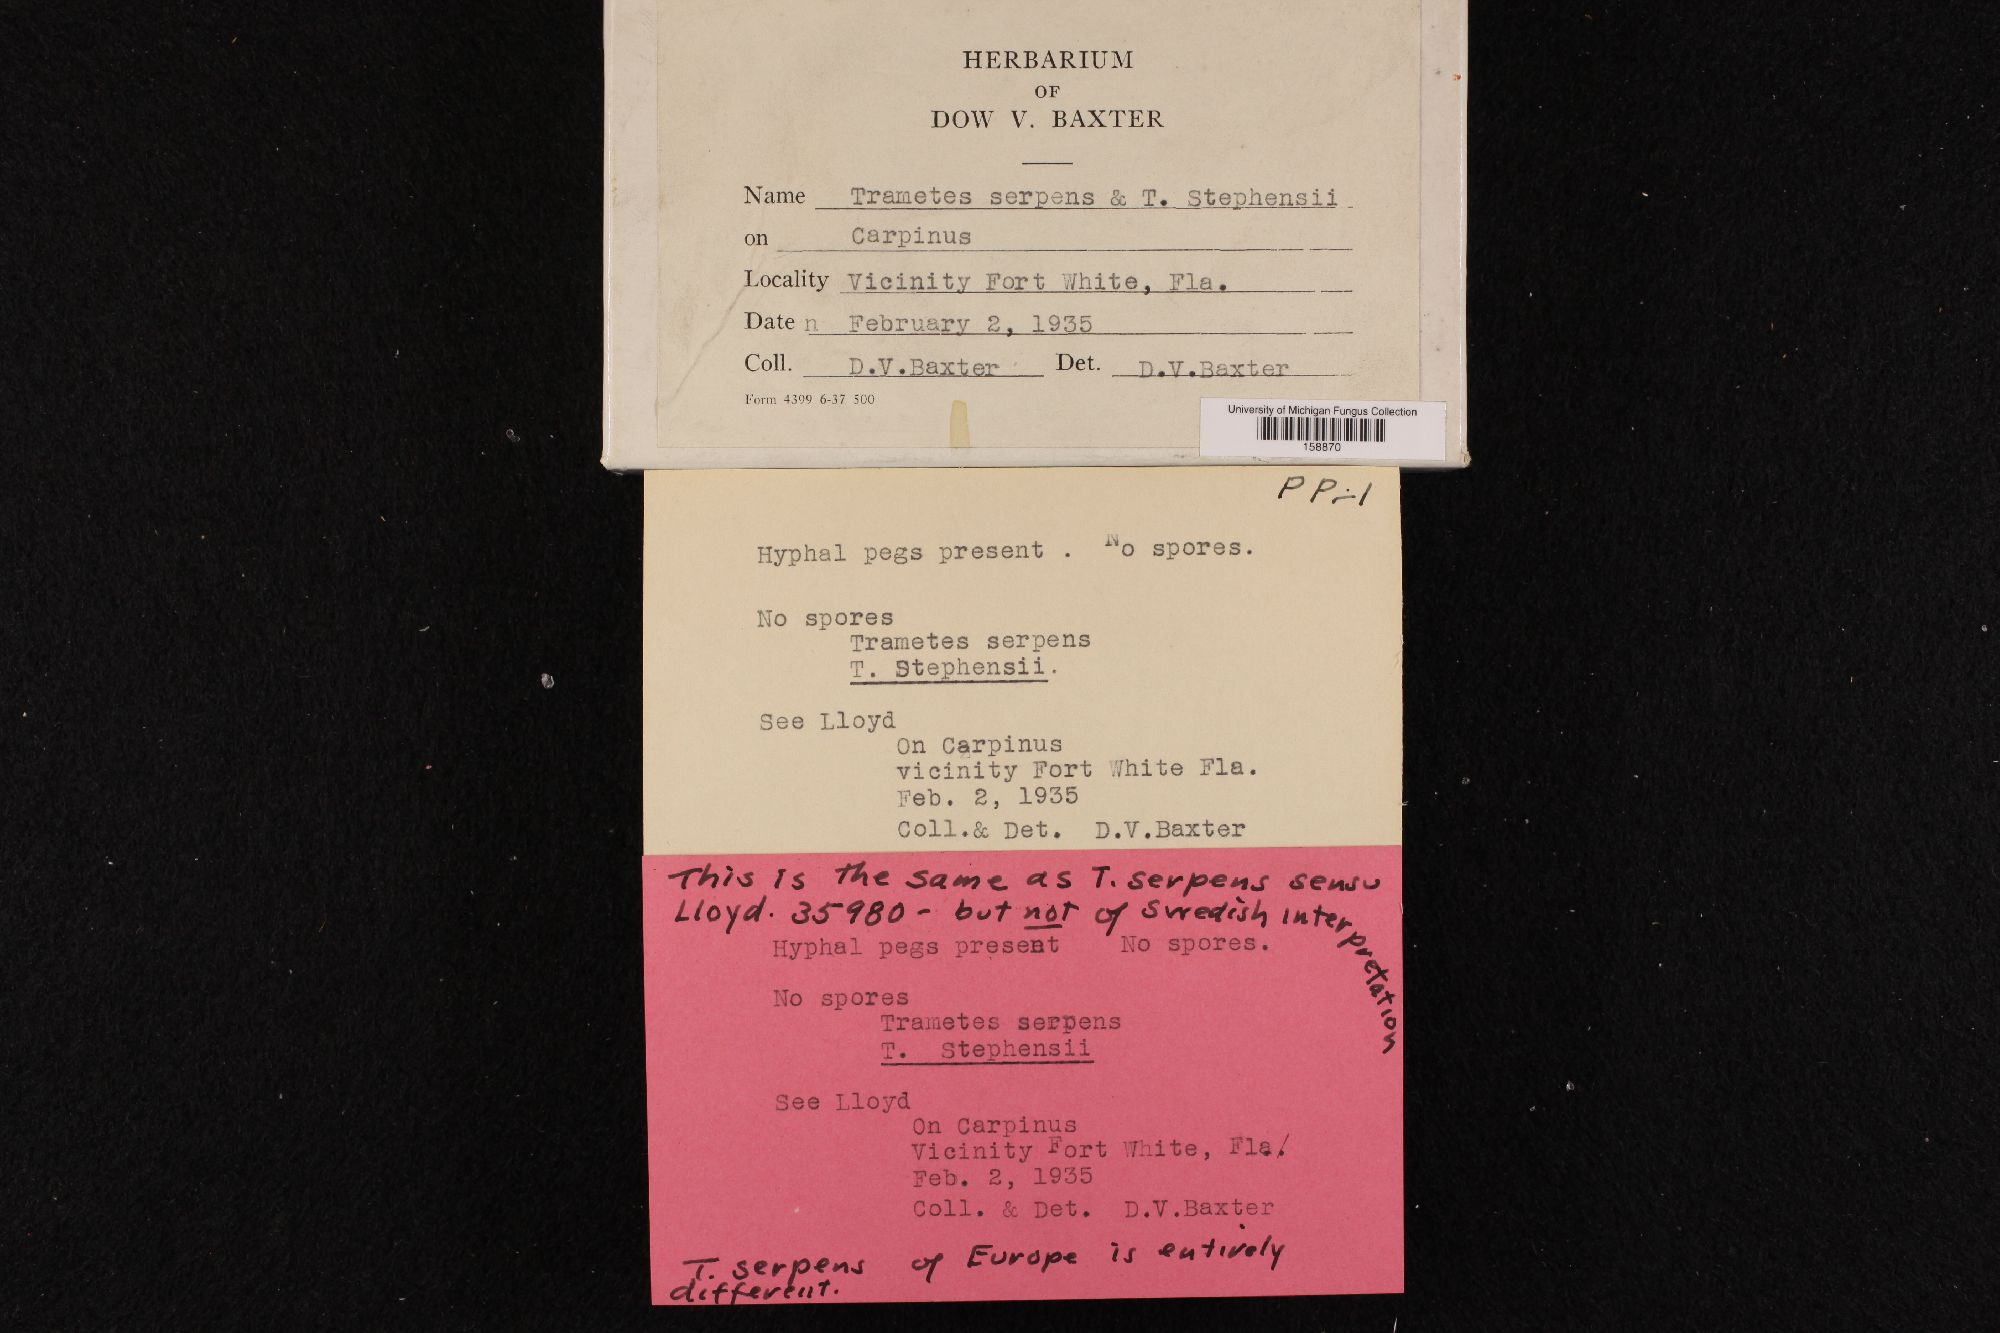 HERBARIUM
OF
DOW V. BAXTER
Name Trametes serpens & T. Stephensii
on Carpinus
Locality Vicinity Fort White, Fla.
Date n February 2, 1935
Coll. D.V.Baxter Det. D.V.Baxter
Form 4399 6-37 500
University of Michigan Fungus Collection
158870
PP-1
Hyphal pegs present . No spores.
No spores
Trametes serpens
T. Stephensii.
See Lloyd
On Carpinus
vicinity Fort White Fla.
Feb. 2, 1935
Coll.& Det. D.V.Baxter
This is the same as T. serpens sensu
Lloyd. 35980 - but not of Swedish interpretation
Hyphal pegs present No spores.
No spores
Trametes serpens
T. Stephensii
See Lloyd
On Carpinus
Vicinity Fort White, Fla/
Feb. 2, 1935
Coll. & Det. D.V.Baxter
T. serpens of Europe is entirely
different.